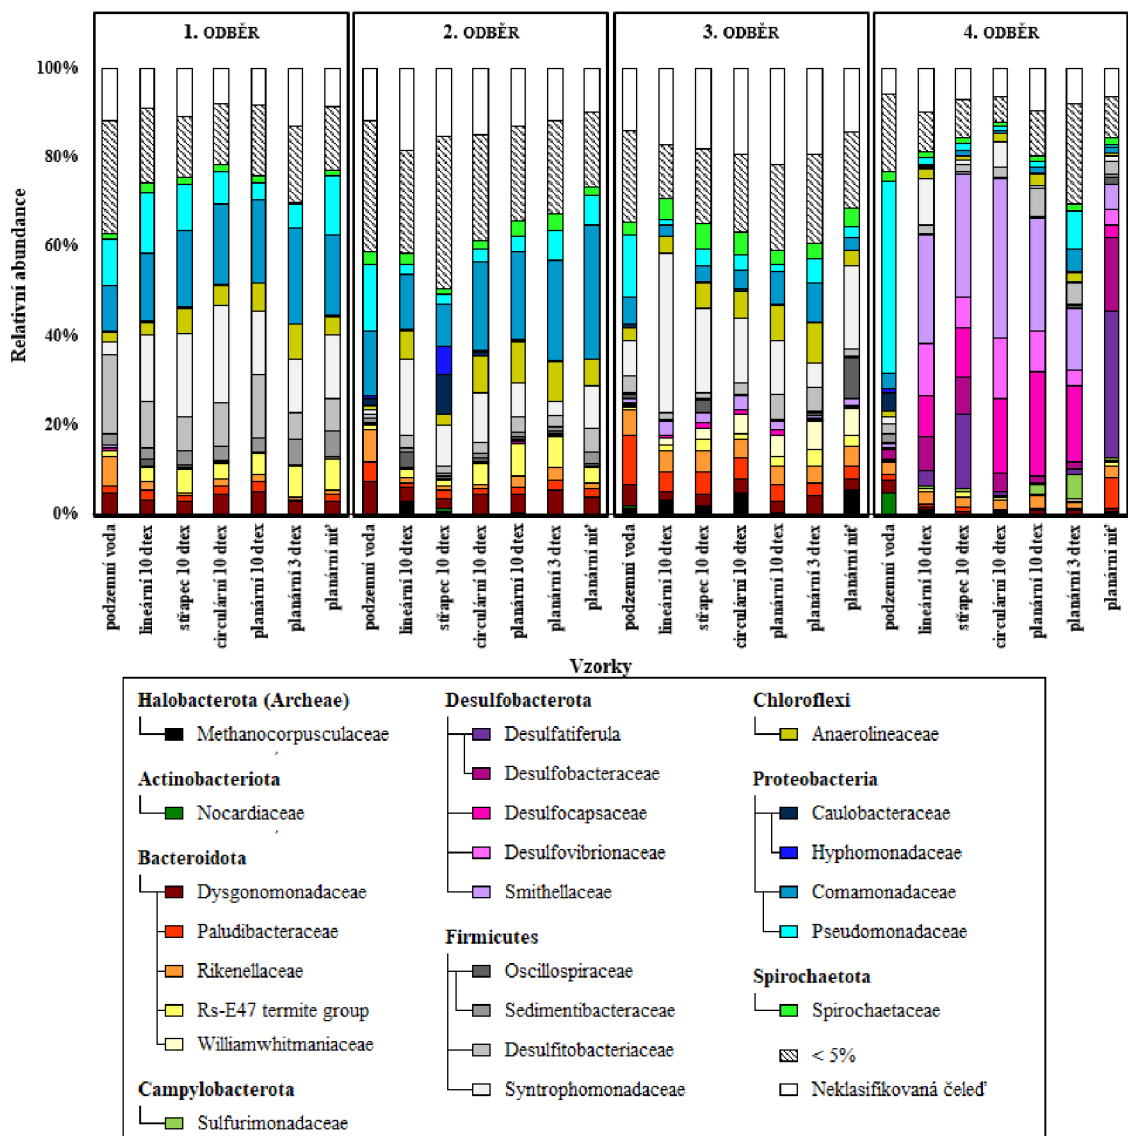 1. ODBĚR 2. ODBĚR 3. ODBĚR 4. ODBĚR
100%
80%
60%
40%
20%
0%
Relativní abundance
podzemní voda
lineární 10 dtex
střapec 10 dtex
circulární 10 dtex
planární 10 dtex
planární 3 dtex
planární niť
podzemní voda
lineární 10 dtex
střapec 10 dtex
circulární 10 dtex
planární 10 dtex
planární 3 dtex
planární niť
podzemní voda
lineární 10 dtex
střapec 10 dtex
circulární 10 dtex
planární 10 dtex
planární 3 dtex
planární niť
podzemní voda
lineární 10 dtex
střapec 10 dtex
circulární 10 dtex
planární 10 dtex
planární 3 dtex
planární niť
Vzorky
Halobacterota (Archeae)
Methanocorpusculaceae
Actinobacteriota
Nocardiaceae
Bacteroidota
Dysgonomonadaceae
Paludibacteraceae
Rikenellaceae
Rs-E47 termite group
Williamwhitmaniaceae
Campylobacterota
Sulfurimonadaceae
Desulfobacterota
Desulfatiferula
Desulfobacteraceae
Desulfocapsaceae
Desulfovibrionaceae
Smithellaceae
Firmicutes
Oscillospiraceae
Sedimentibacteraceae
Desulfitobacteriaceae
Syntrophomonadaceae
Chloroflexi
Anaerolineaceae
Proteobacteria
Caulobacteraceae
Hyphomonadaceae
Comamonadaceae
Pseudomonadaceae
Spirochaetota
Spirochaetaceae
< 5%
Neklasifikovaná čeleď